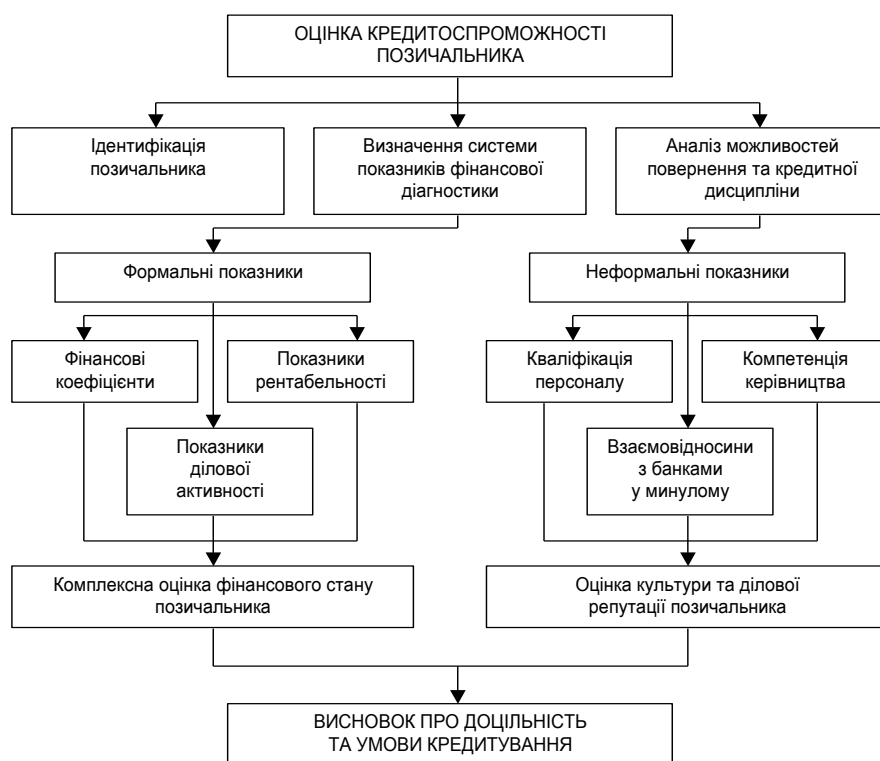 ОЦІНКА КРЕДИТОСПРОМОЖНОСТІ
ПОЗИЧАЛЬНИКА
Ідентифікація
позичальника
Визначення системи
показників фінансової
діагностики
Аналіз можливостей
повернення та кредитної
дисципліни
Формальні показники
Неформальні показники
Фінансові
коефіцієнти
Показники
рентабельності
Кваліфікація
персоналу
Компетенція
керівництва
Показники
ділової
активності
Взаємовідносини
з банками
у минулому
Комплексна оцінка фінансового стану
позичальника
Оцінка культури та ділової
репутації позичальника
ВИСНОВОК ПРО ДОЦІЛЬНІСТЬ
ТА УМОВИ КРЕДИТУВАННЯ